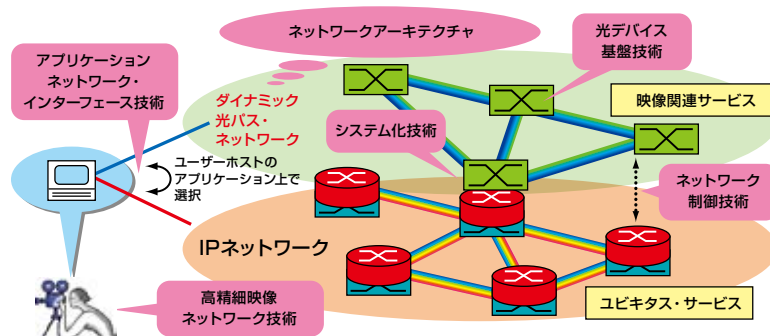 ネットワークアーキテクチャ
光デバイス
基盤技術
アプリケーション
ネットワーク・
インターフェース技術
ダイナミック
光パス・
ネットワーク
映像関連サービス
システム化技術
ユーザーホストの
アプリケーション上で
選択
ネットワーク
制御技術
IPネットワーク
高精細映像
ネットワーク技術
ユビキタス・サービス